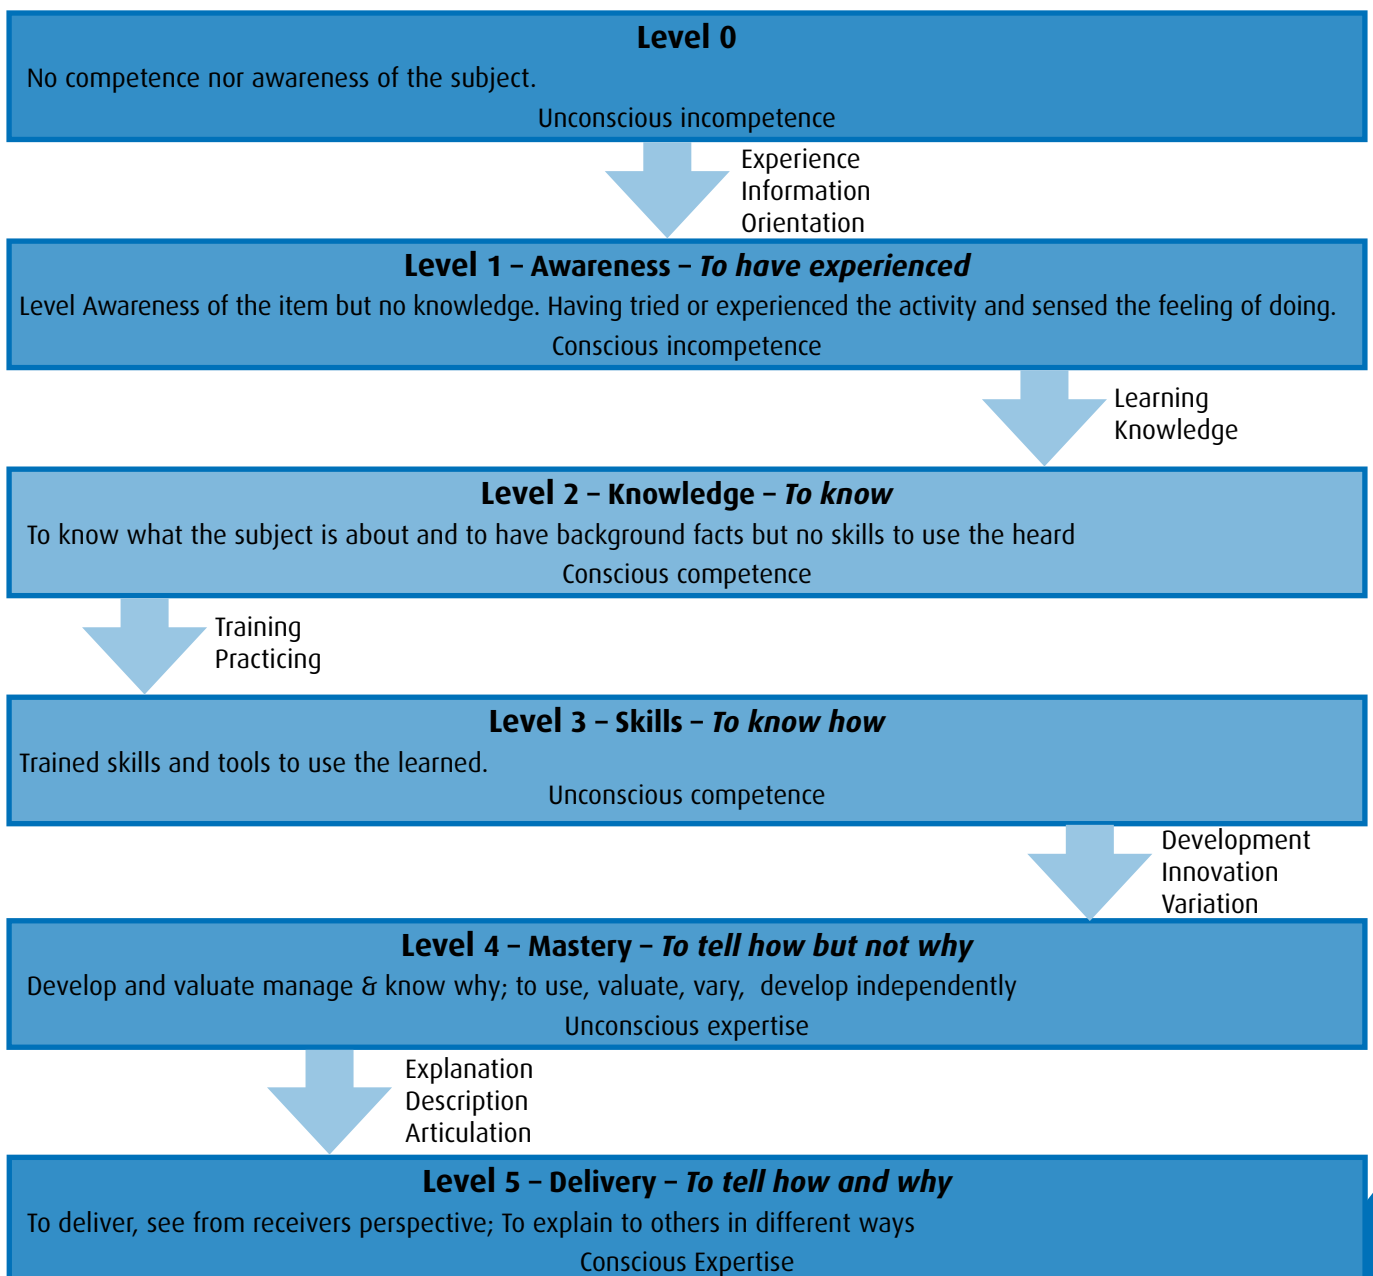 Level 0
No competence nor awareness of the subject.
Unconscious incompetence
Experience
Information
Orientation
Level 1 – Awareness – To have experienced
Level Awareness of the item but no knowledge. Having tried or experienced the activity and sensed the feeling of doing.
Conscious incompetence
Learning
Knowledge
Level 2 – Knowledge – To know
To know what the subject is about and to have background facts but no skills to use the heard
Conscious competence
Training
Practicing
Level 3 – Skills – To know how
Trained skills and tools to use the learned.
Unconscious competence
Development
Innovation
Variation
Level 4 – Mastery – To tell how but not why
Develop and valuate manage & know why; to use, valuate, vary, develop independently
Unconscious expertise
Explanation
Description
Articulation
Level 5 – Delivery – To tell how and why
To deliver, see from receivers perspective; To explain to others in different ways
Conscious Expertise